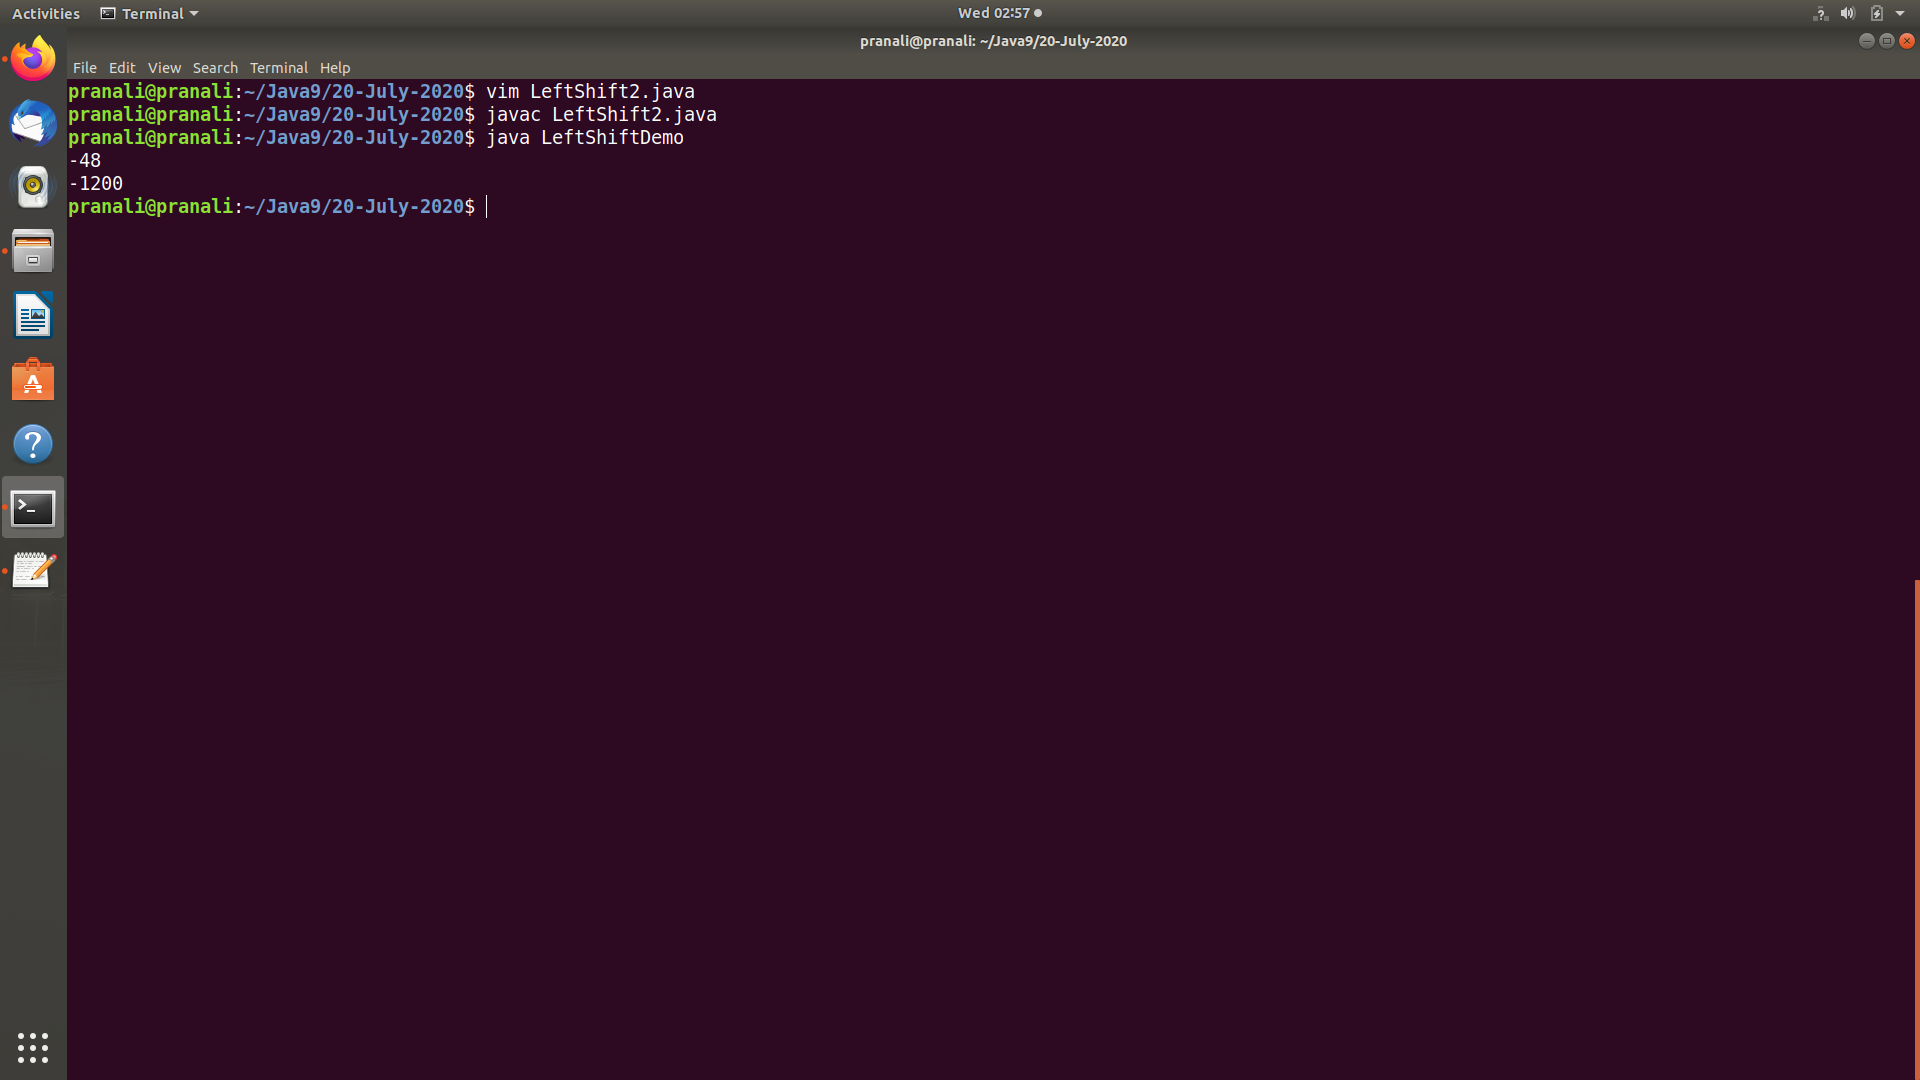 Activities Terminal Wed 02:57
pranali@pranali: ~/Java9/20-July-2020
File Edit View Search Terminal Help
pranali@pranali:~/Java9/20-July-2020$ vim LeftShift2.java
pranali@pranali:~/Java9/20-July-2020$ javac LeftShift2.java
pranali@pranali:~/Java9/20-July-2020$ java LeftShiftDemo
-48
-1200
pranali@pranali:~/Java9/20-July-2020$